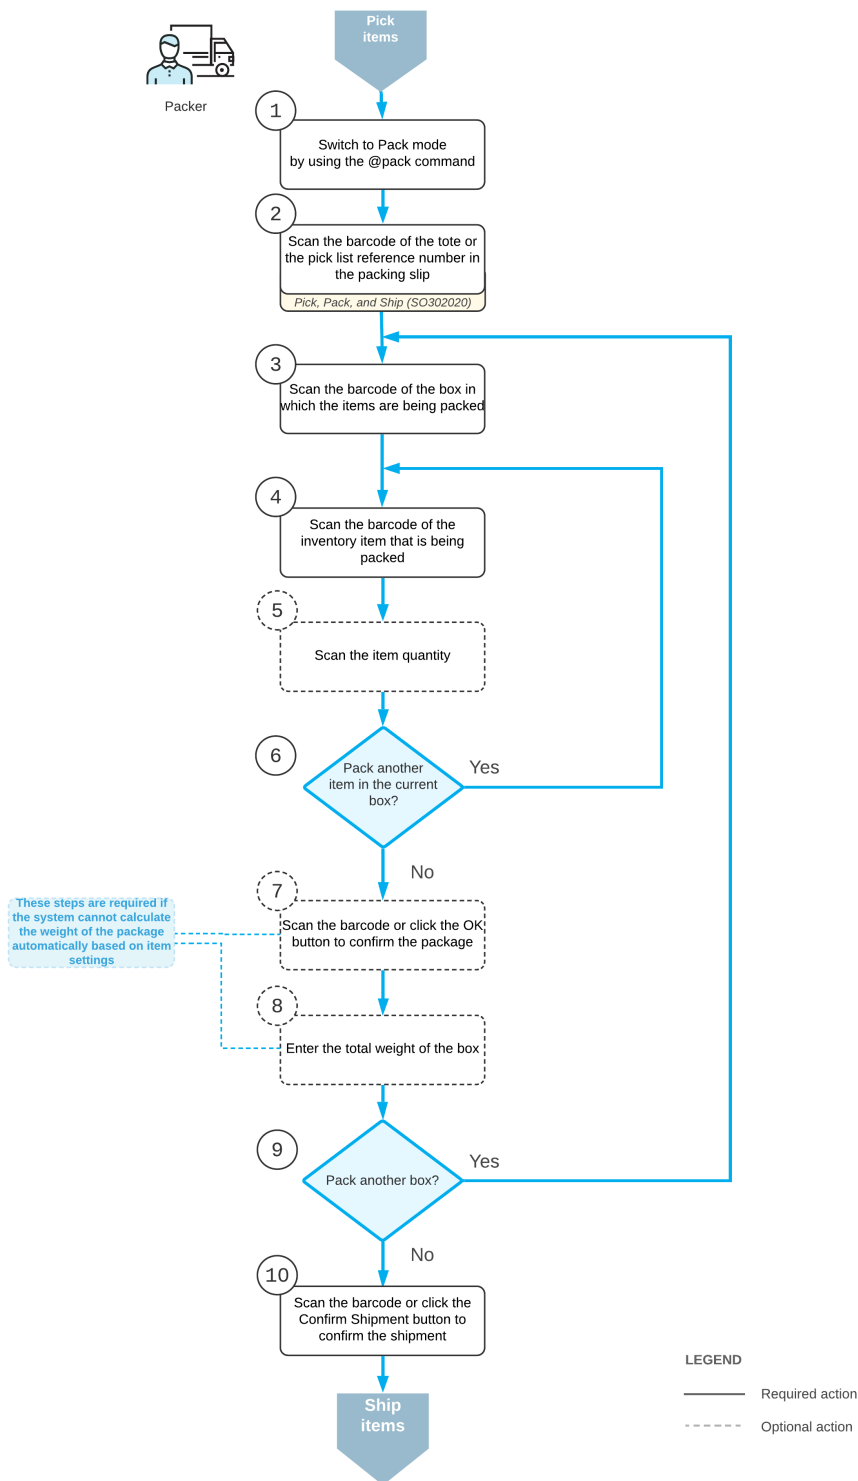 Pick
items
Packer
1
Switch to Pack mode
by using the @pack command
2
Scan the barcode of the tote or
the pick list reference number in
the packing slip
Pick, Pack, and Ship (SO302020)
3
Scan the barcode of the box in
which the items are being packed
4
Scan the barcode of the
inventory item that is being
packed
5
Scan the item quantity
6
Pack another
item in the current
box?
Yes
No
7
Scan the barcode or click the OK
button to confirm the package
These steps are required if
the system cannot calculate
the weight of the package
automatically based on item
settings
8
Enter the total weight of the box
9
Pack another box?
Yes
No
10
Scan the barcode or click the
Confirm Shipment button to
confirm the shipment
Ship
items
LEGEND
Required action
Optional action